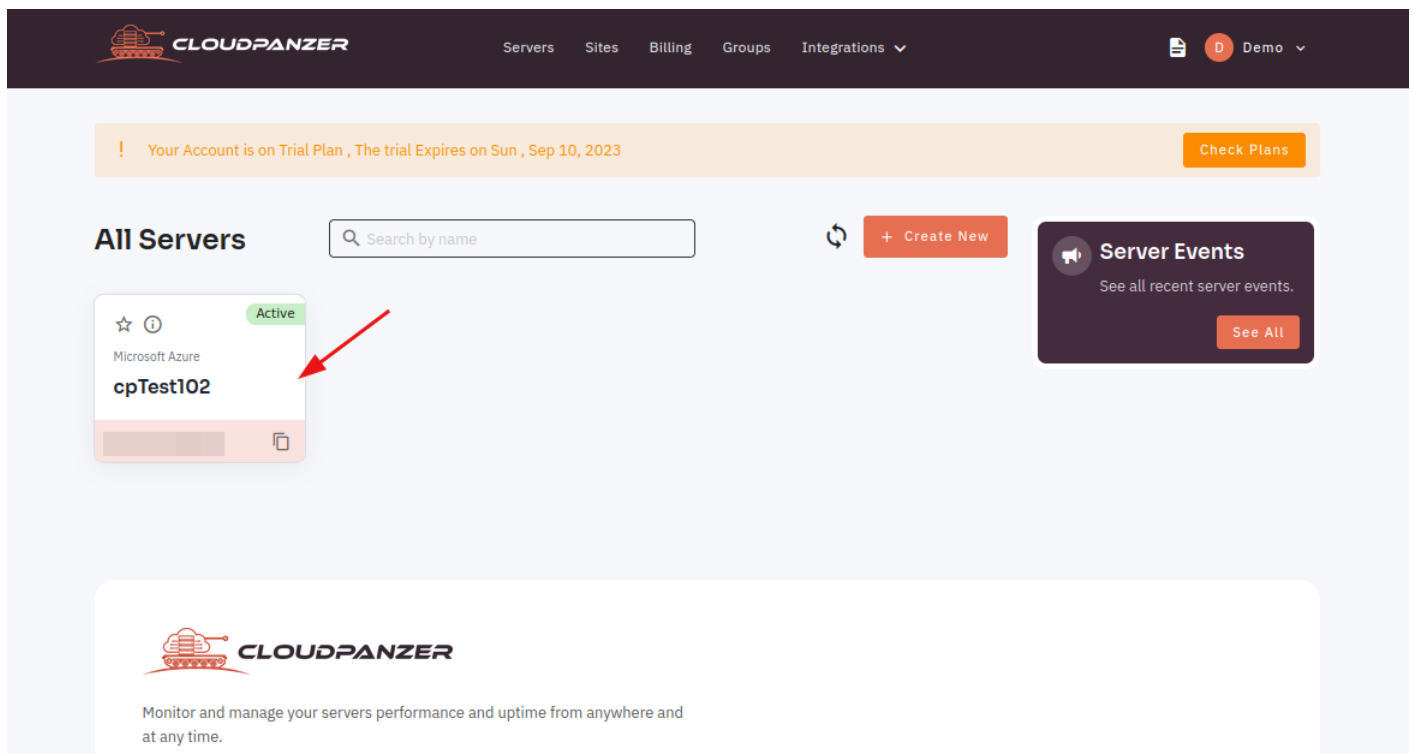 CLOUDPANZER
Servers Sites Billing Groups Integrations
D Demo
! Your Account is on Trial Plan , The trial Expires on Sun , Sep 10, 2023
Check Plans
All Servers
Search by name
+ Create New
Server Events
See all recent server events.
See All
Active
Microsoft Azure
cpTest102
CLOUDPANZER
Monitor and manage your servers performance and uptime from anywhere and
at any time.